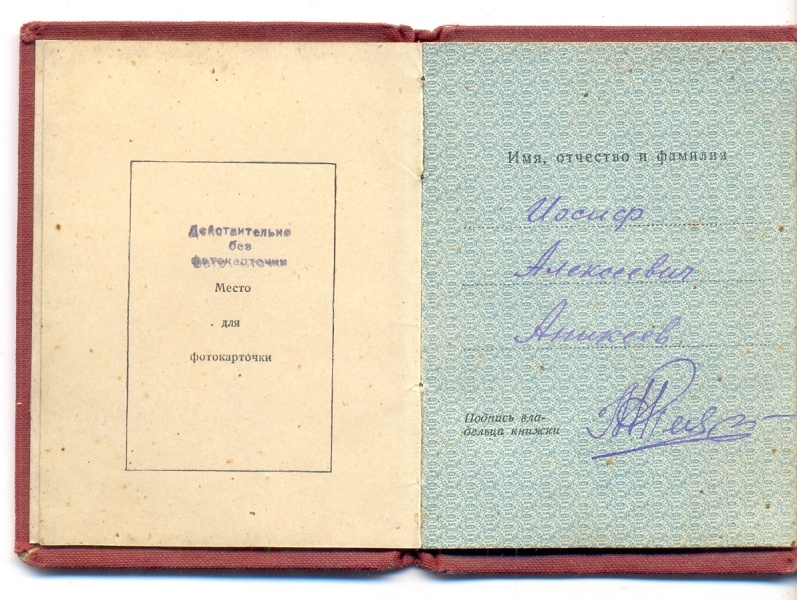 Действительно
без
фотокарточки
Место
для
фотокарточки
Имя, отчество и фамилия
Иосиф
Алексеевич
Аникеев
Подпись вла-
дельца книжки